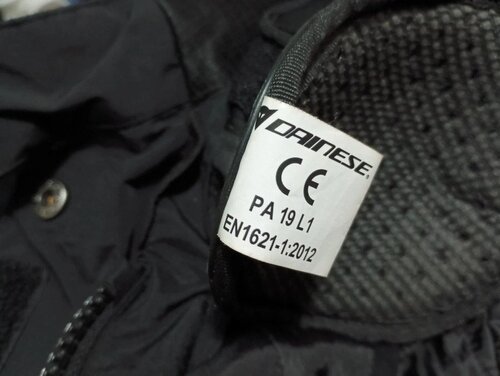 DAINESE
CE
PA 19 L1
EN1621-1:2012